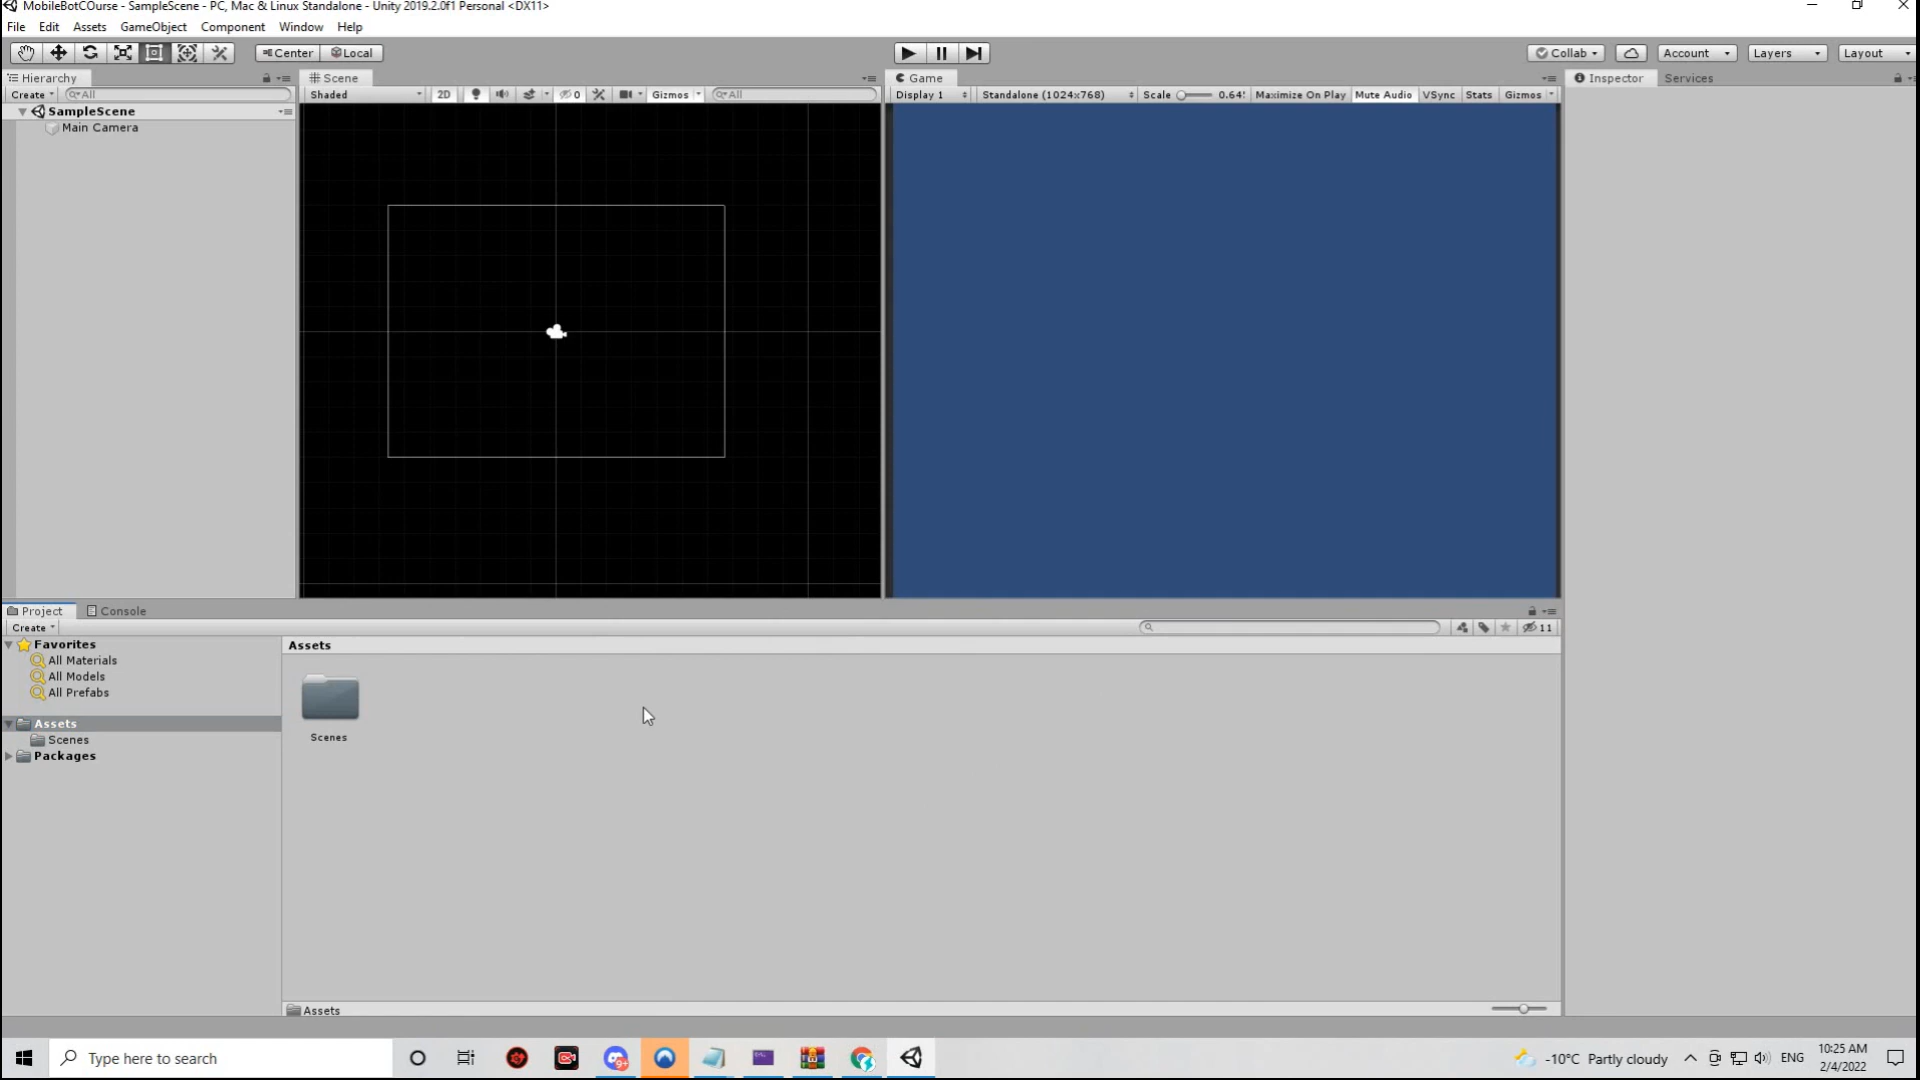 MobileBotCOurse - SampleScene - PC, Mac & Linux Standalone - Unity 2019.2.0f1 Personal <DX11>
File Edit Assets GameObject Component Window Help
Center Local Collab Account Layers Layout
Hierarchy Scene Game Inspector Services
Create All Shaded 2D 0 Gizmos All Display 1 Standalone (1024x768) Scale 0.64! Maximize On Play Mute Audio VSync Stats Gizmos
SampleScene
Main Camera
Project Console
Create 11
Favorites
All Materials
All Models
All Prefabs
Assets
Scenes
Packages
Assets
Scenes
Assets
Type here to search
9+
-10°C Partly cloudy
ENG
10:25 AM
2/4/2022